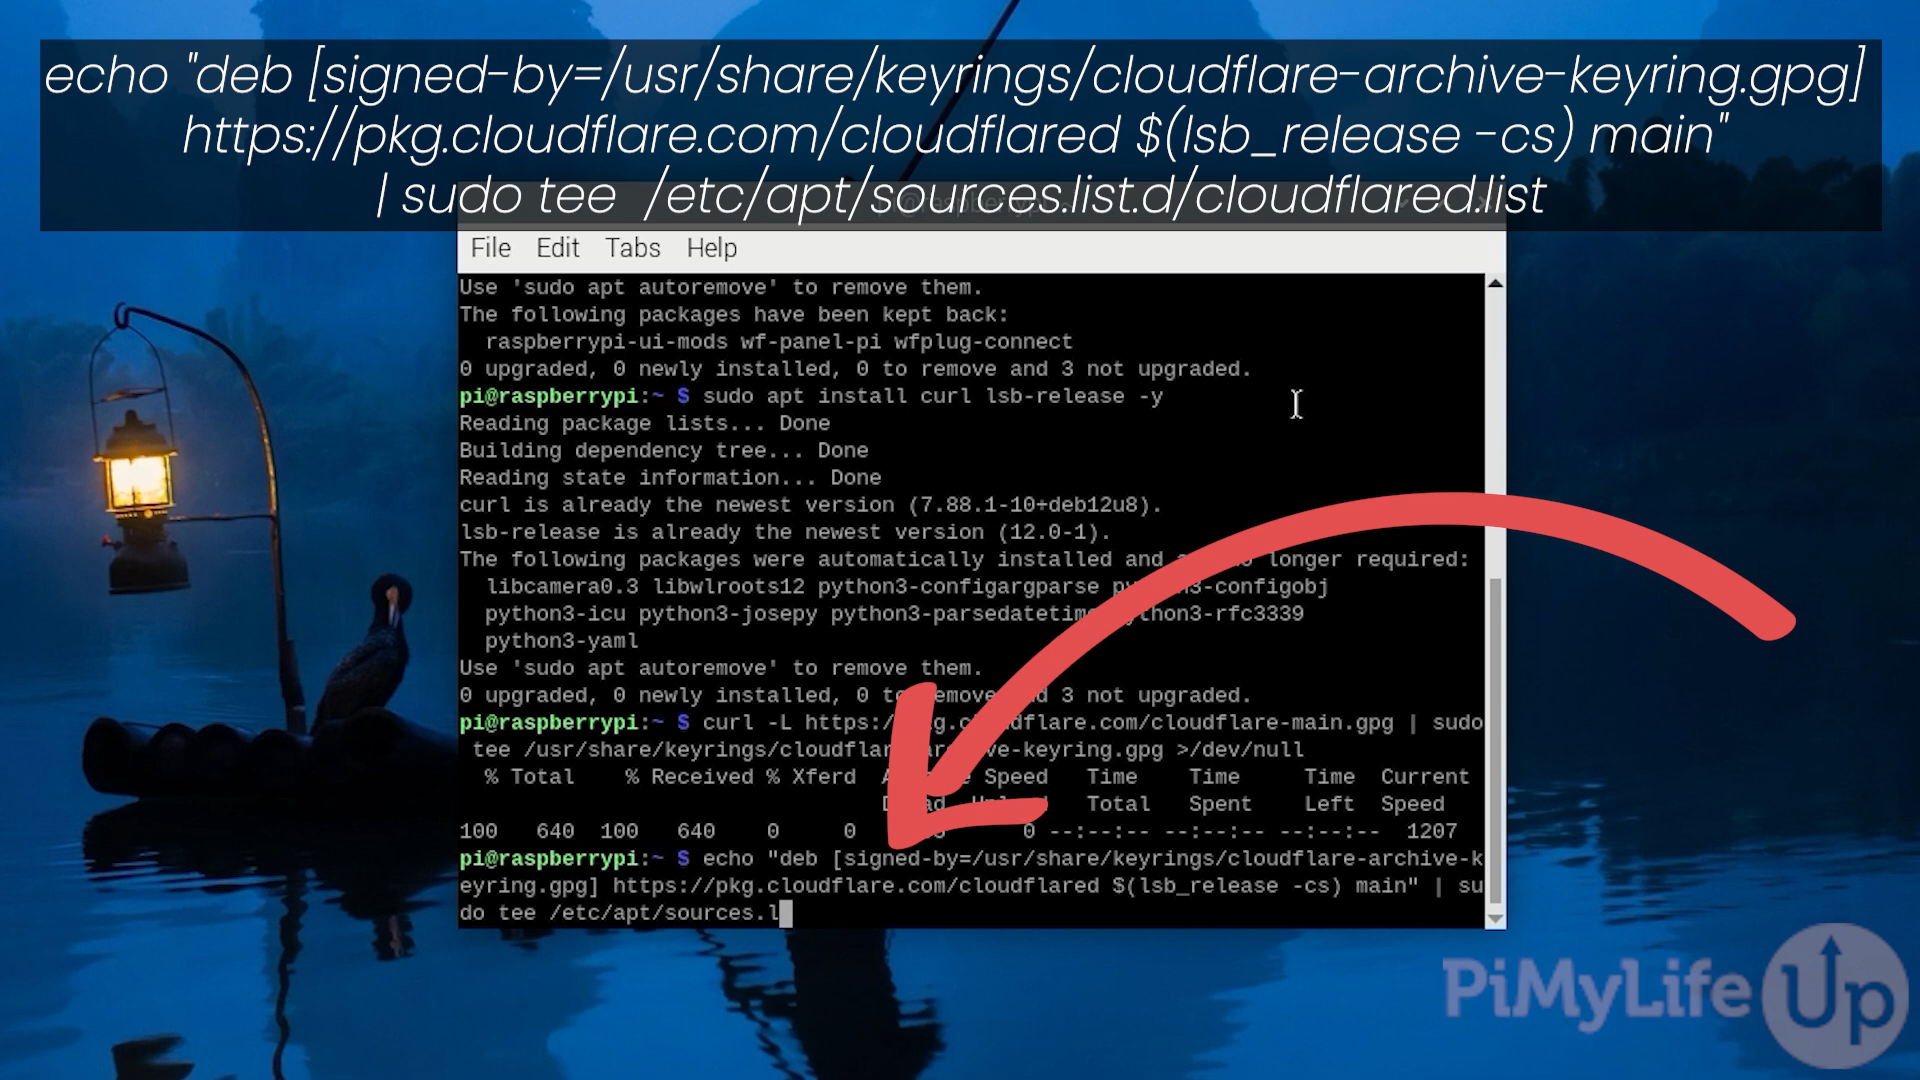 echo "deb [signed-by=/usr/share/keyrings/cloudflare-archive-keyring.gpg]
https://pkg.cloudflare.com/cloudflared $(lsb_release -cs) main"
| sudo tee  /etc/apt/sources.list.d/cloudflared.list
File Edit Tabs Help
Use 'sudo apt autoremove' to remove them.
The following packages have been kept back:
  raspberrypi-ui-mods wf-panel-pi wfplug-connect
0 upgraded, 0 newly installed, 0 to remove and 3 not upgraded.
pi@raspberrypi:~ $ sudo apt install curl lsb-release -y
Reading package lists... Done
Building dependency tree... Done
Reading state information... Done
curl is already the newest version (7.88.1-10+deb12u8).
lsb-release is already the newest version (12.0-1).
The following packages were automatically installed and longer required:
  libcamera0.3 libwlroots12 python3-configargparse python3-configobj
  python3-icu python3-josepy python3-parsedatetime python3-rfc3339
  python3-yaml
Use 'sudo apt autoremove' to remove them.
0 upgraded, 0 newly installed, 0 to remove and 3 not upgraded.
pi@raspberrypi:~ $ curl -L https://pkg.cloudflare.com/cloudflare-main.gpg | sudo
 tee /usr/share/keyrings/cloudflare-archive-keyring.gpg >/dev/null
  % Total    % Received % Xferd Speed   Time    Time     Time  Current
Total   Spent    Left  Speed
100   640  100   640    0     0      0 --:--:-- --:--:-- --:--:--  1207
pi@raspberrypi:~ $ echo "deb [signed-by=/usr/share/keyrings/cloudflare-archive-k
eyring.gpg] https://pkg.cloudflare.com/cloudflared $(lsb_release -cs) main" | su
do tee /etc/apt/sources.l
PiMyLifeUp